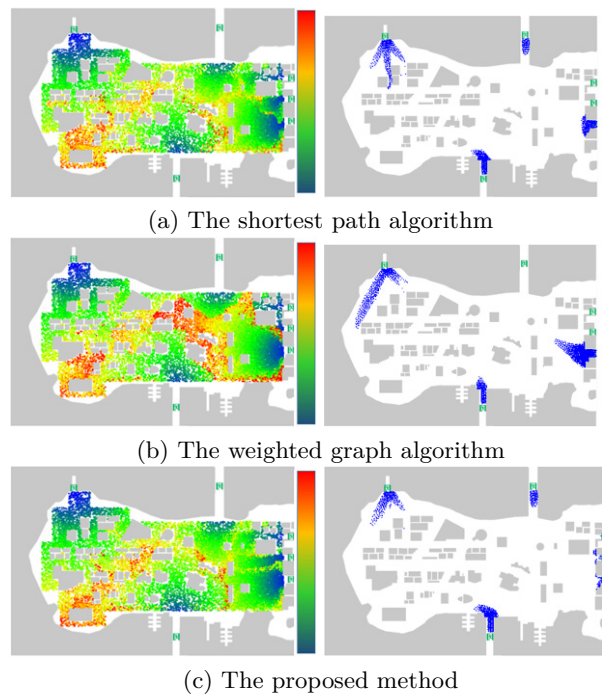 (a) The shortest path algorithm
(b) The weighted graph algorithm
(c) The proposed method